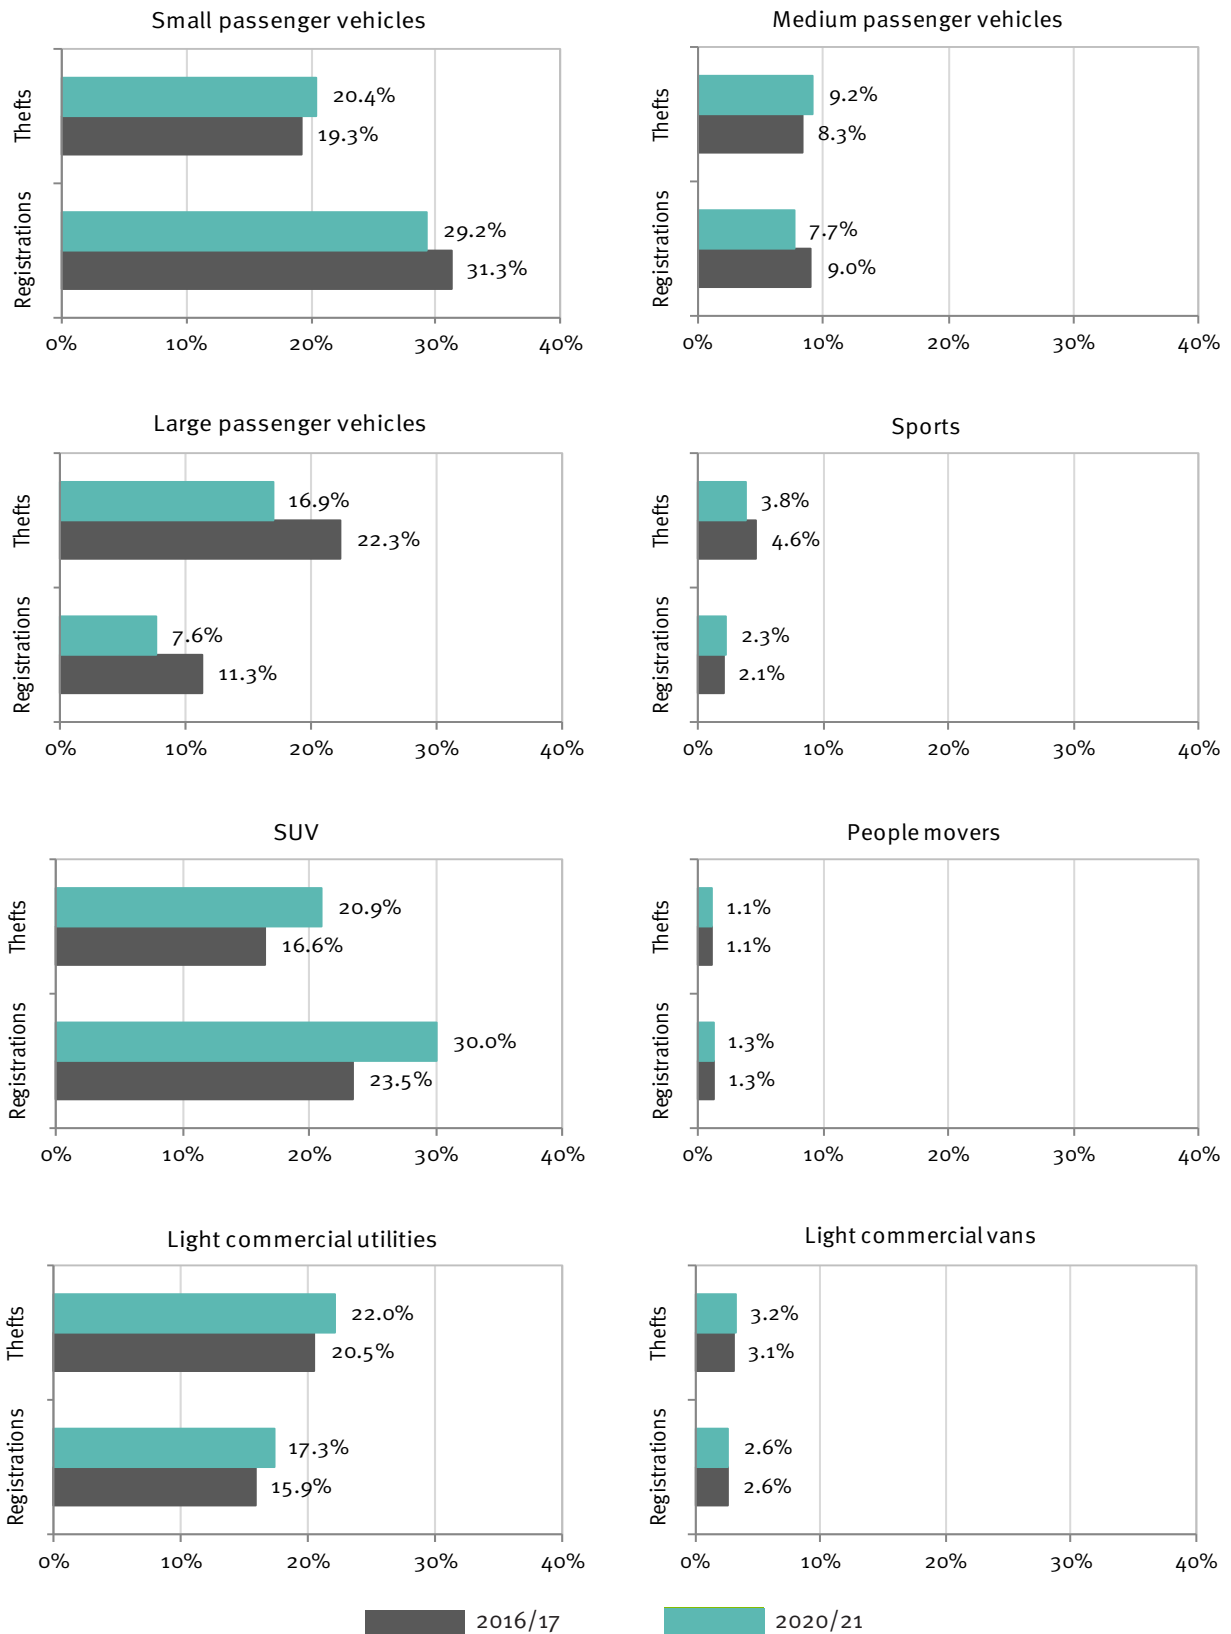 Small passenger vehicles
Thefts
20.4%
19.3%
Registrations
29.2%
31.3%
0% 10% 20% 30% 40%
Medium passenger vehicles
Thefts
9.2%
8.3%
Registrations
7.7%
9.0%
0% 10% 20% 30% 40%
Large passenger vehicles
Thefts
16.9%
22.3%
Registrations
7.6%
11.3%
0% 10% 20% 30% 40%
Sports
Thefts
3.8%
4.6%
Registrations
2.3%
2.1%
0% 10% 20% 30% 40%
SUV
Thefts
20.9%
16.6%
Registrations
30.0%
23.5%
0% 10% 20% 30% 40%
People movers
Thefts
1.1%
1.1%
Registrations
1.3%
1.3%
0% 10% 20% 30% 40%
Light commercial utilities
Thefts
22.0%
20.5%
Registrations
17.3%
15.9%
0% 10% 20% 30% 40%
Light commercial vans
Thefts
3.2%
3.1%
Registrations
2.6%
2.6%
0% 10% 20% 30% 40%
2016/17 2020/21